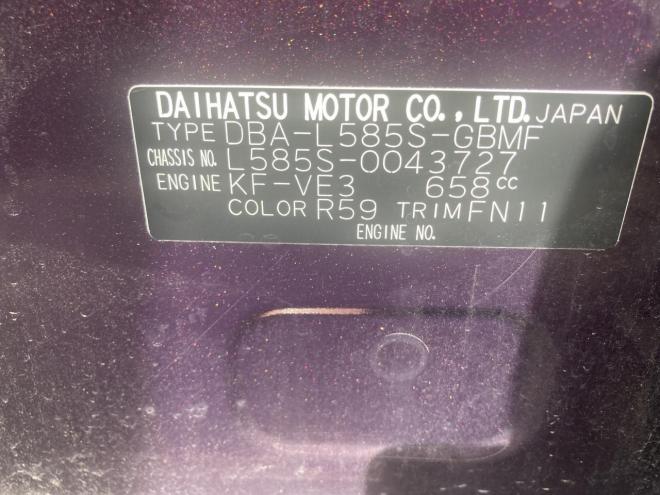 DAIHATSU MOTOR CO., LTD. JAPAN
TYPE DBA-L585S-GBMF
CHASSIS NO. L585S-0043727
ENGINE KF-VE3 658cc
COLOR R59 TRIM FN11
ENGINE NO.